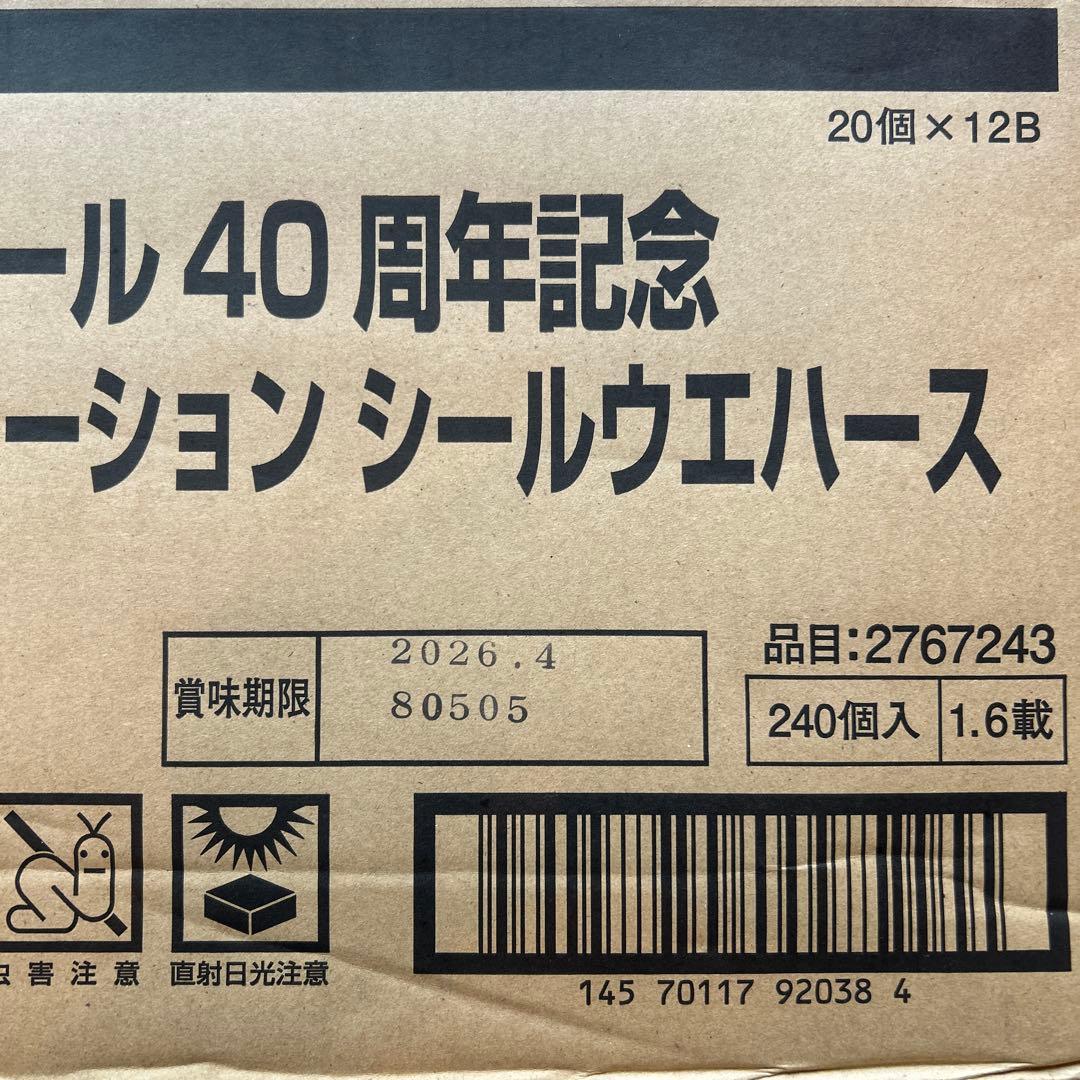 20個×12B
ール 40 周年記念
ーション シールウエハース
品目:2767243
賞味期限
2026.4
80505
240個入
1.6載
害注意
直射日光注意
145 70117 92038 4